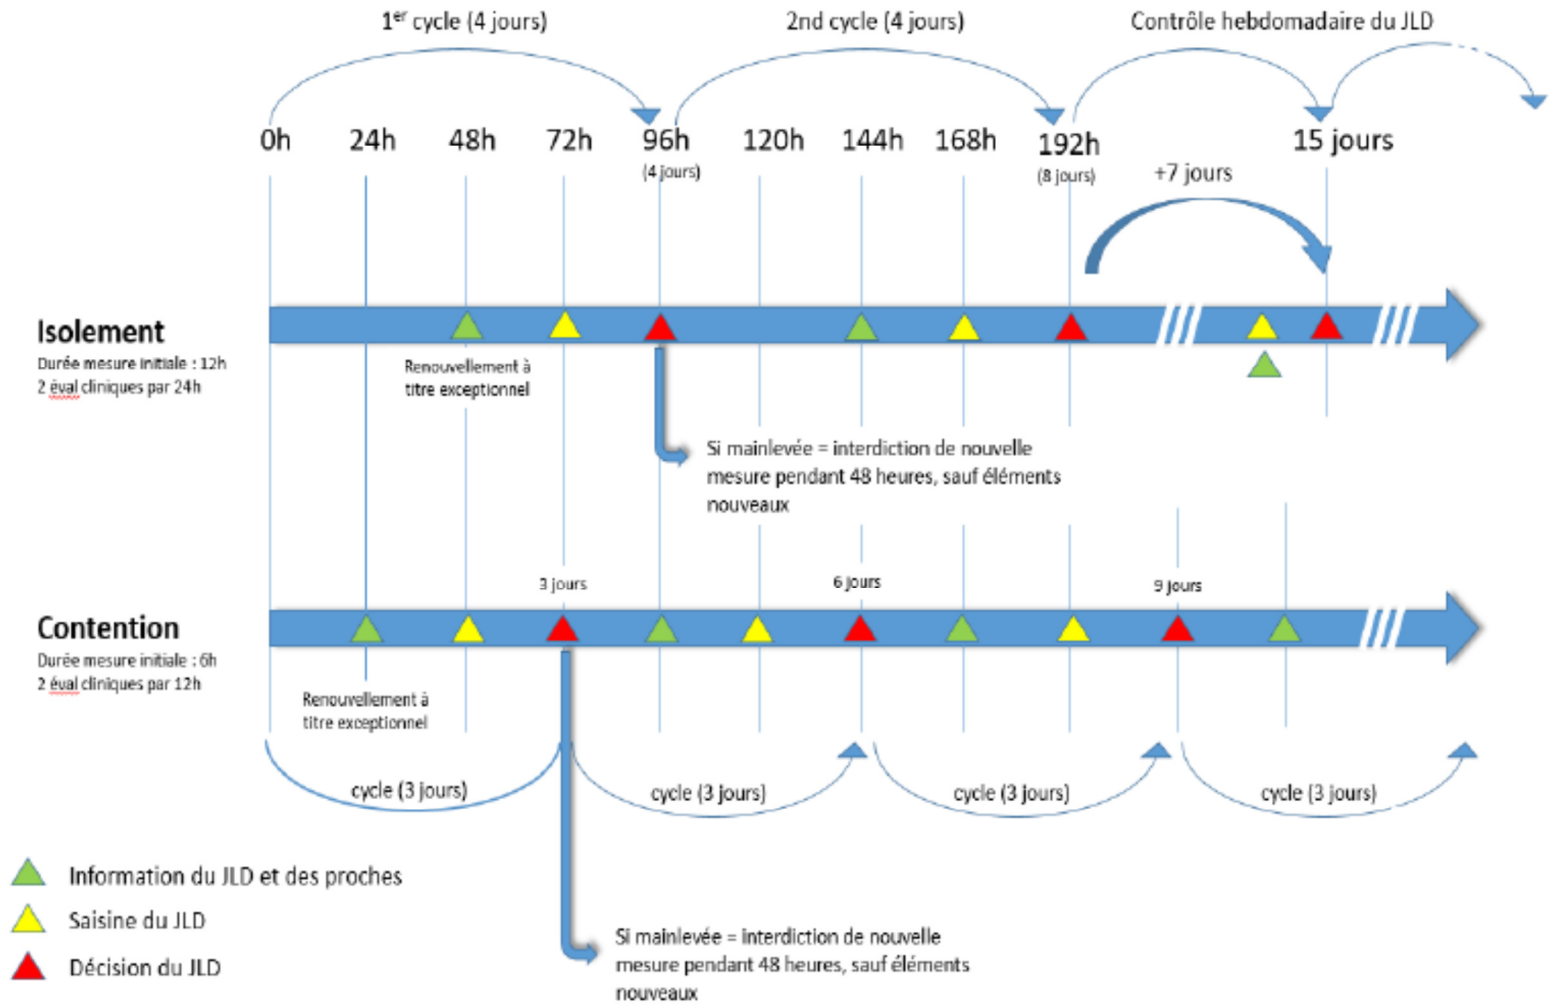 1er cycle (4 jours)
2nd cycle (4 jours)
Contrôle hebdomadaire du JLD
0h 24h 48h 72h 96h 120h 144h 168h 192h 15 jours
(4 jours)
(8 jours)
+7 jours
Isolement
Durée mesure initiale : 12h
2 éval cliniques par 24h
Renouvellement à
titre exceptionnel
Si mainlevée = interdiction de nouvelle
mesure pendant 48 heures, sauf éléments
nouveaux
3 jours
6 jours
9 jours
Contention
Durée mesure initiale : 6h
2 éval cliniques par 12h
Renouvellement à
titre exceptionnel
cycle (3 jours)
cycle (3 jours)
cycle (3 jours)
cycle (3 jours)
Information du JLD et des proches
Saisine du JLD
Décision du JLD
Si mainlevée = interdiction de nouvelle
mesure pendant 48 heures, sauf éléments
nouveaux